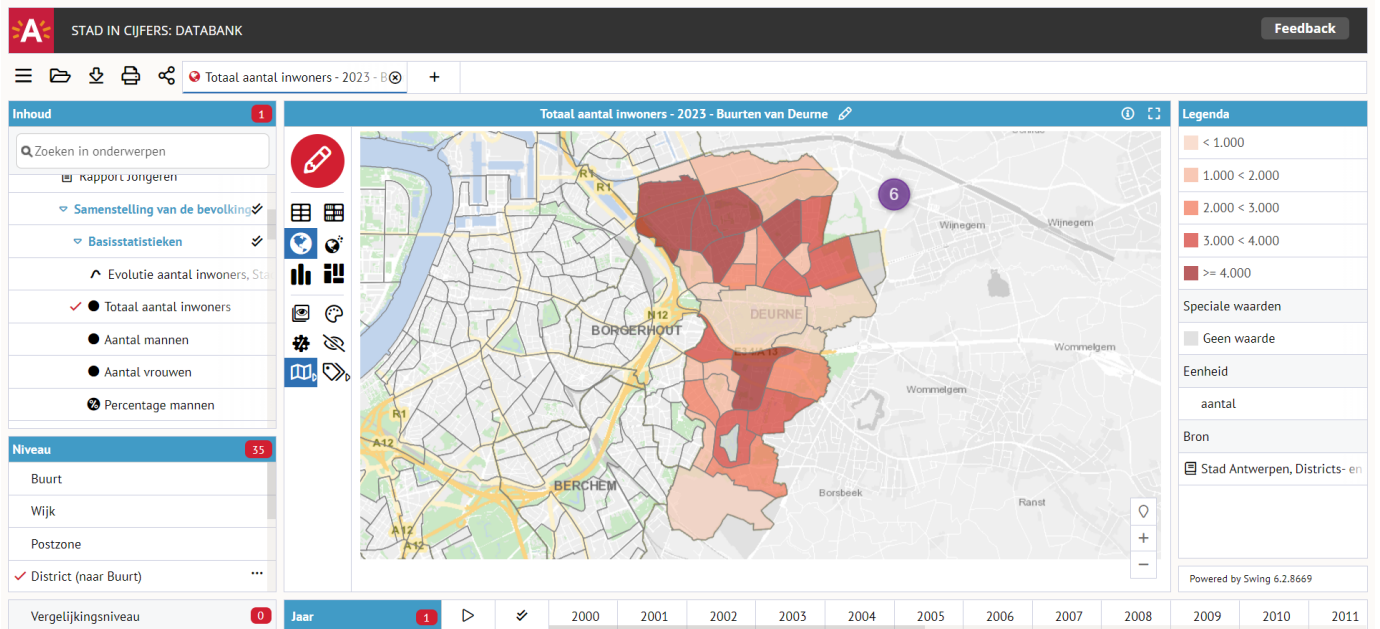 A
STAD IN CIJFERS: DATABANK
Feedback
Totaal aantal inwoners - 2023 - B
+
Inhoud
1
Zoeken in onderwerpen
Rapport Jongeren
Samenstelling van de bevolking
Basisstatistieken
Evolutie aantal inwoners, Sta
Totaal aantal inwoners
Aantal mannen
Aantal vrouwen
% Percentage mannen
Niveau
35
Buurt
Wijk
Postzone
District (naar Buurt)
...
Vergelijkingsniveau
0
Totaal aantal inwoners - 2023 - Buurten van Deurne
R1
R1
6
Wijnegem
Wijnegem
N12
DEURNE
BORGERHOUT
E34/A13
Wommelgem
Wommelgem
R1
A12
BERCHEM
Borsbeek
Ranst
A12
A12
+
−
Legenda
< 1.000
1.000 < 2.000
2.000 < 3.000
3.000 < 4.000
>= 4.000
Speciale waarden
Geen waarde
Eenheid
aantal
Bron
Stad Antwerpen, Districts- en
Powered by Swing 6.2.8669
Jaar
1
2000 2001 2002 2003 2004 2005 2006 2007 2008 2009 2010 2011